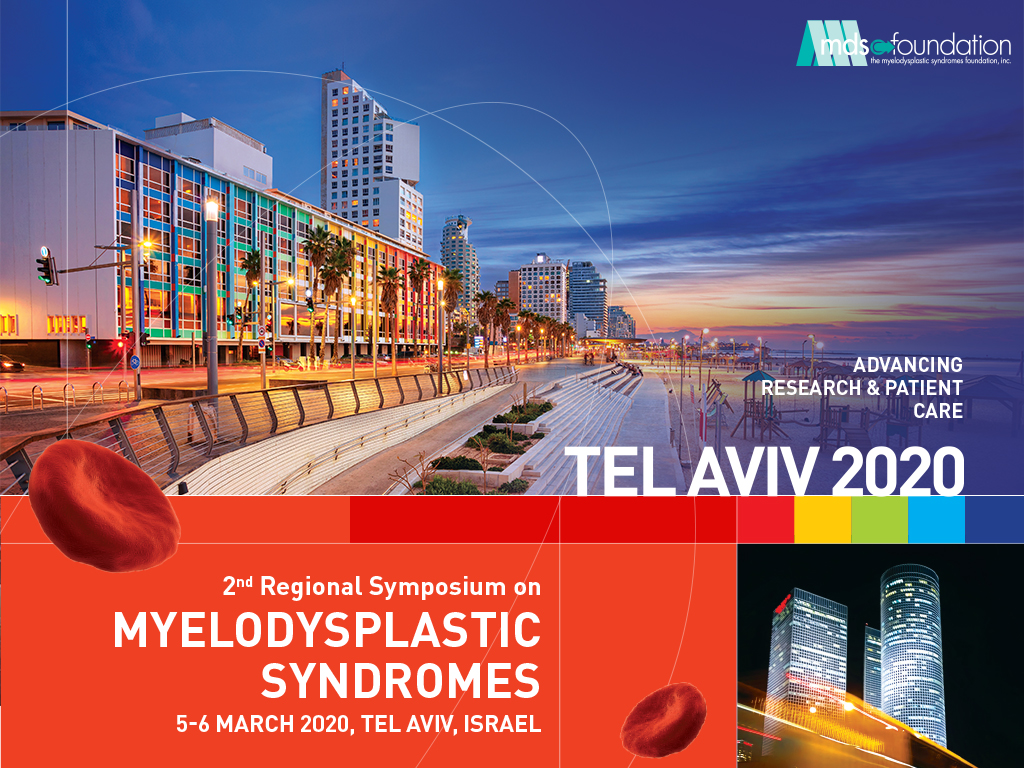 mds foundation
the myelodysplastic syndromes foundation, inc.
ADVANCING
RESEARCH & PATIENT
CARE
TEL AVIV 2020
2nd Regional Symposium on
MYELODYSPLASTIC
SYNDROMES
5-6 MARCH 2020, TEL AVIV, ISRAEL